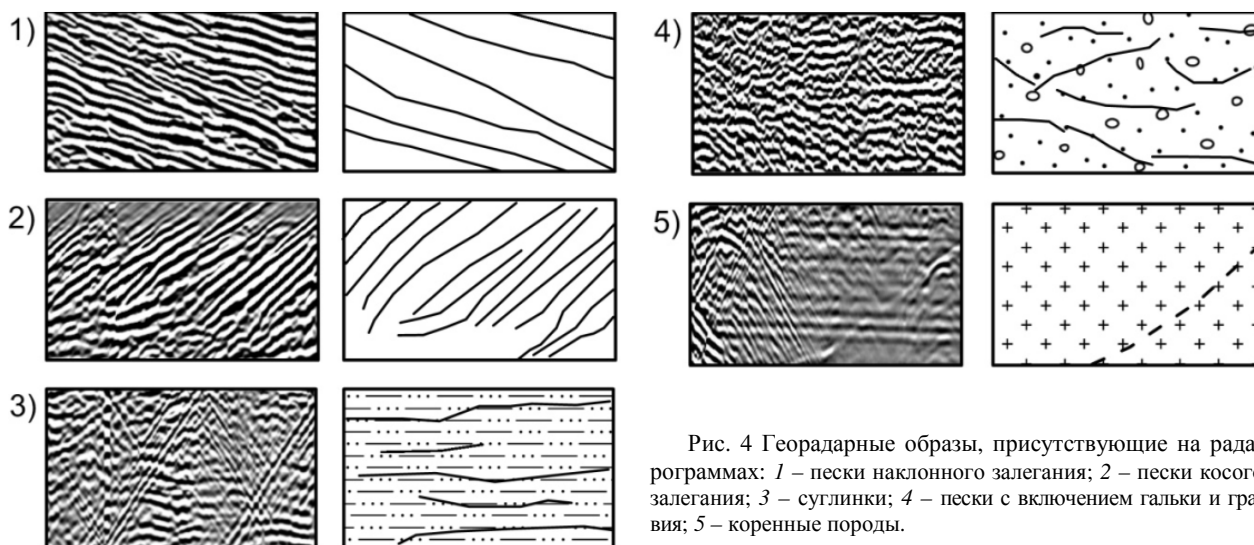 1)
2)
3)
4)
5)
Рис. 4 Георадарные образы, присутствующие на рада-
рограммах: 1 – пески наклонного залегания; 2 – пески косого
залегания; 3 – суглинки; 4 – пески с включением гальки и гра-
вия; 5 – коренные породы.